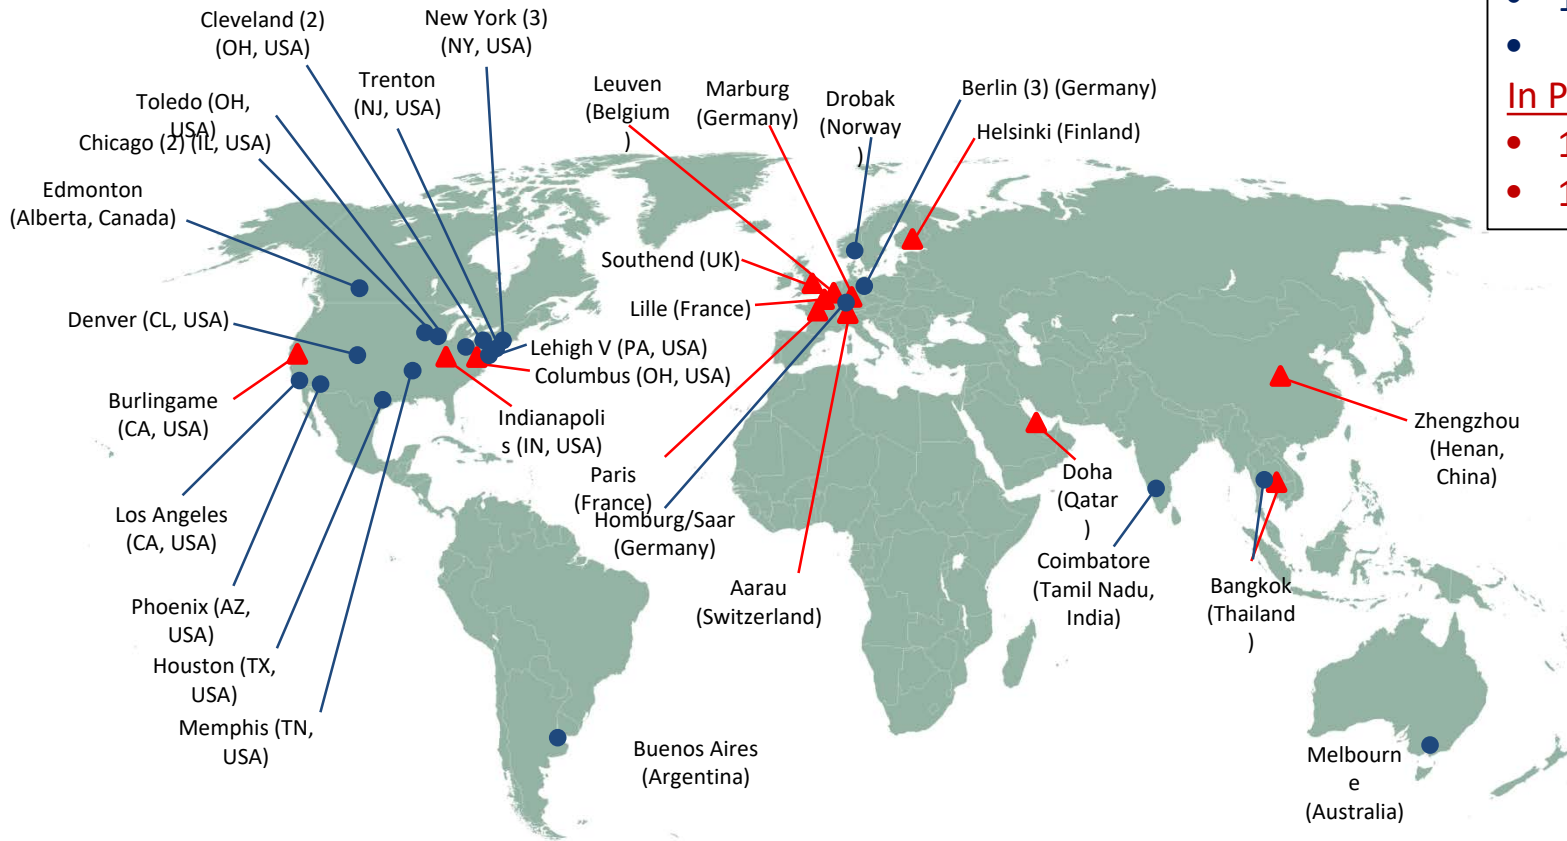 Cleveland (2)
(OH, USA)
New York (3)
(NY, USA)
Trenton
(NJ, USA)
Toledo (OH,
USA)
Chicago (2) (IL, USA)
Edmonton
(Alberta, Canada)
Denver (CL, USA)
Burlingame
(CA, USA)
Los Angeles
(CA, USA)
Phoenix (AZ,
USA)
Houston (TX,
USA)
Memphis (TN,
USA)
Lehigh V (PA, USA)
Columbus (OH, USA)
Indianapoli
s (IN, USA)
Leuven
(Belgium
)
Marburg
(Germany)
Drobak
(Norway
)
Berlin (3) (Germany)
Helsinki (Finland)
Southend (UK)
Lille (France)
Paris
(France)
Homburg/Saar
(Germany)
Aarau
(Switzerland)
Buenos Aires
(Argentina)
Doha
(Qatar
)
Coimbatore
(Tamil Nadu,
India)
Bangkok
(Thailand
)
Zhengzhou
(Henan,
China)
Melbourn
e
(Australia)
In P
• 1
• 1